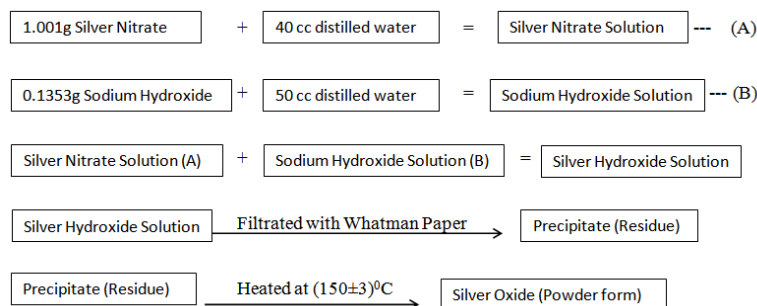 1.001g Silver Nitrate + 40 cc distilled water = Silver Nitrate Solution --- (A)
0.1353g Sodium Hydroxide + 50 cc distilled water = Sodium Hydroxide Solution --- (B)
Silver Nitrate Solution (A) + Sodium Hydroxide Solution (B) = Silver Hydroxide Solution
Silver Hydroxide Solution Filtrated with Whatman Paper Precipitate (Residue)
Precipitate (Residue) Heated at (150±3)⁰C Silver Oxide (Powder form)